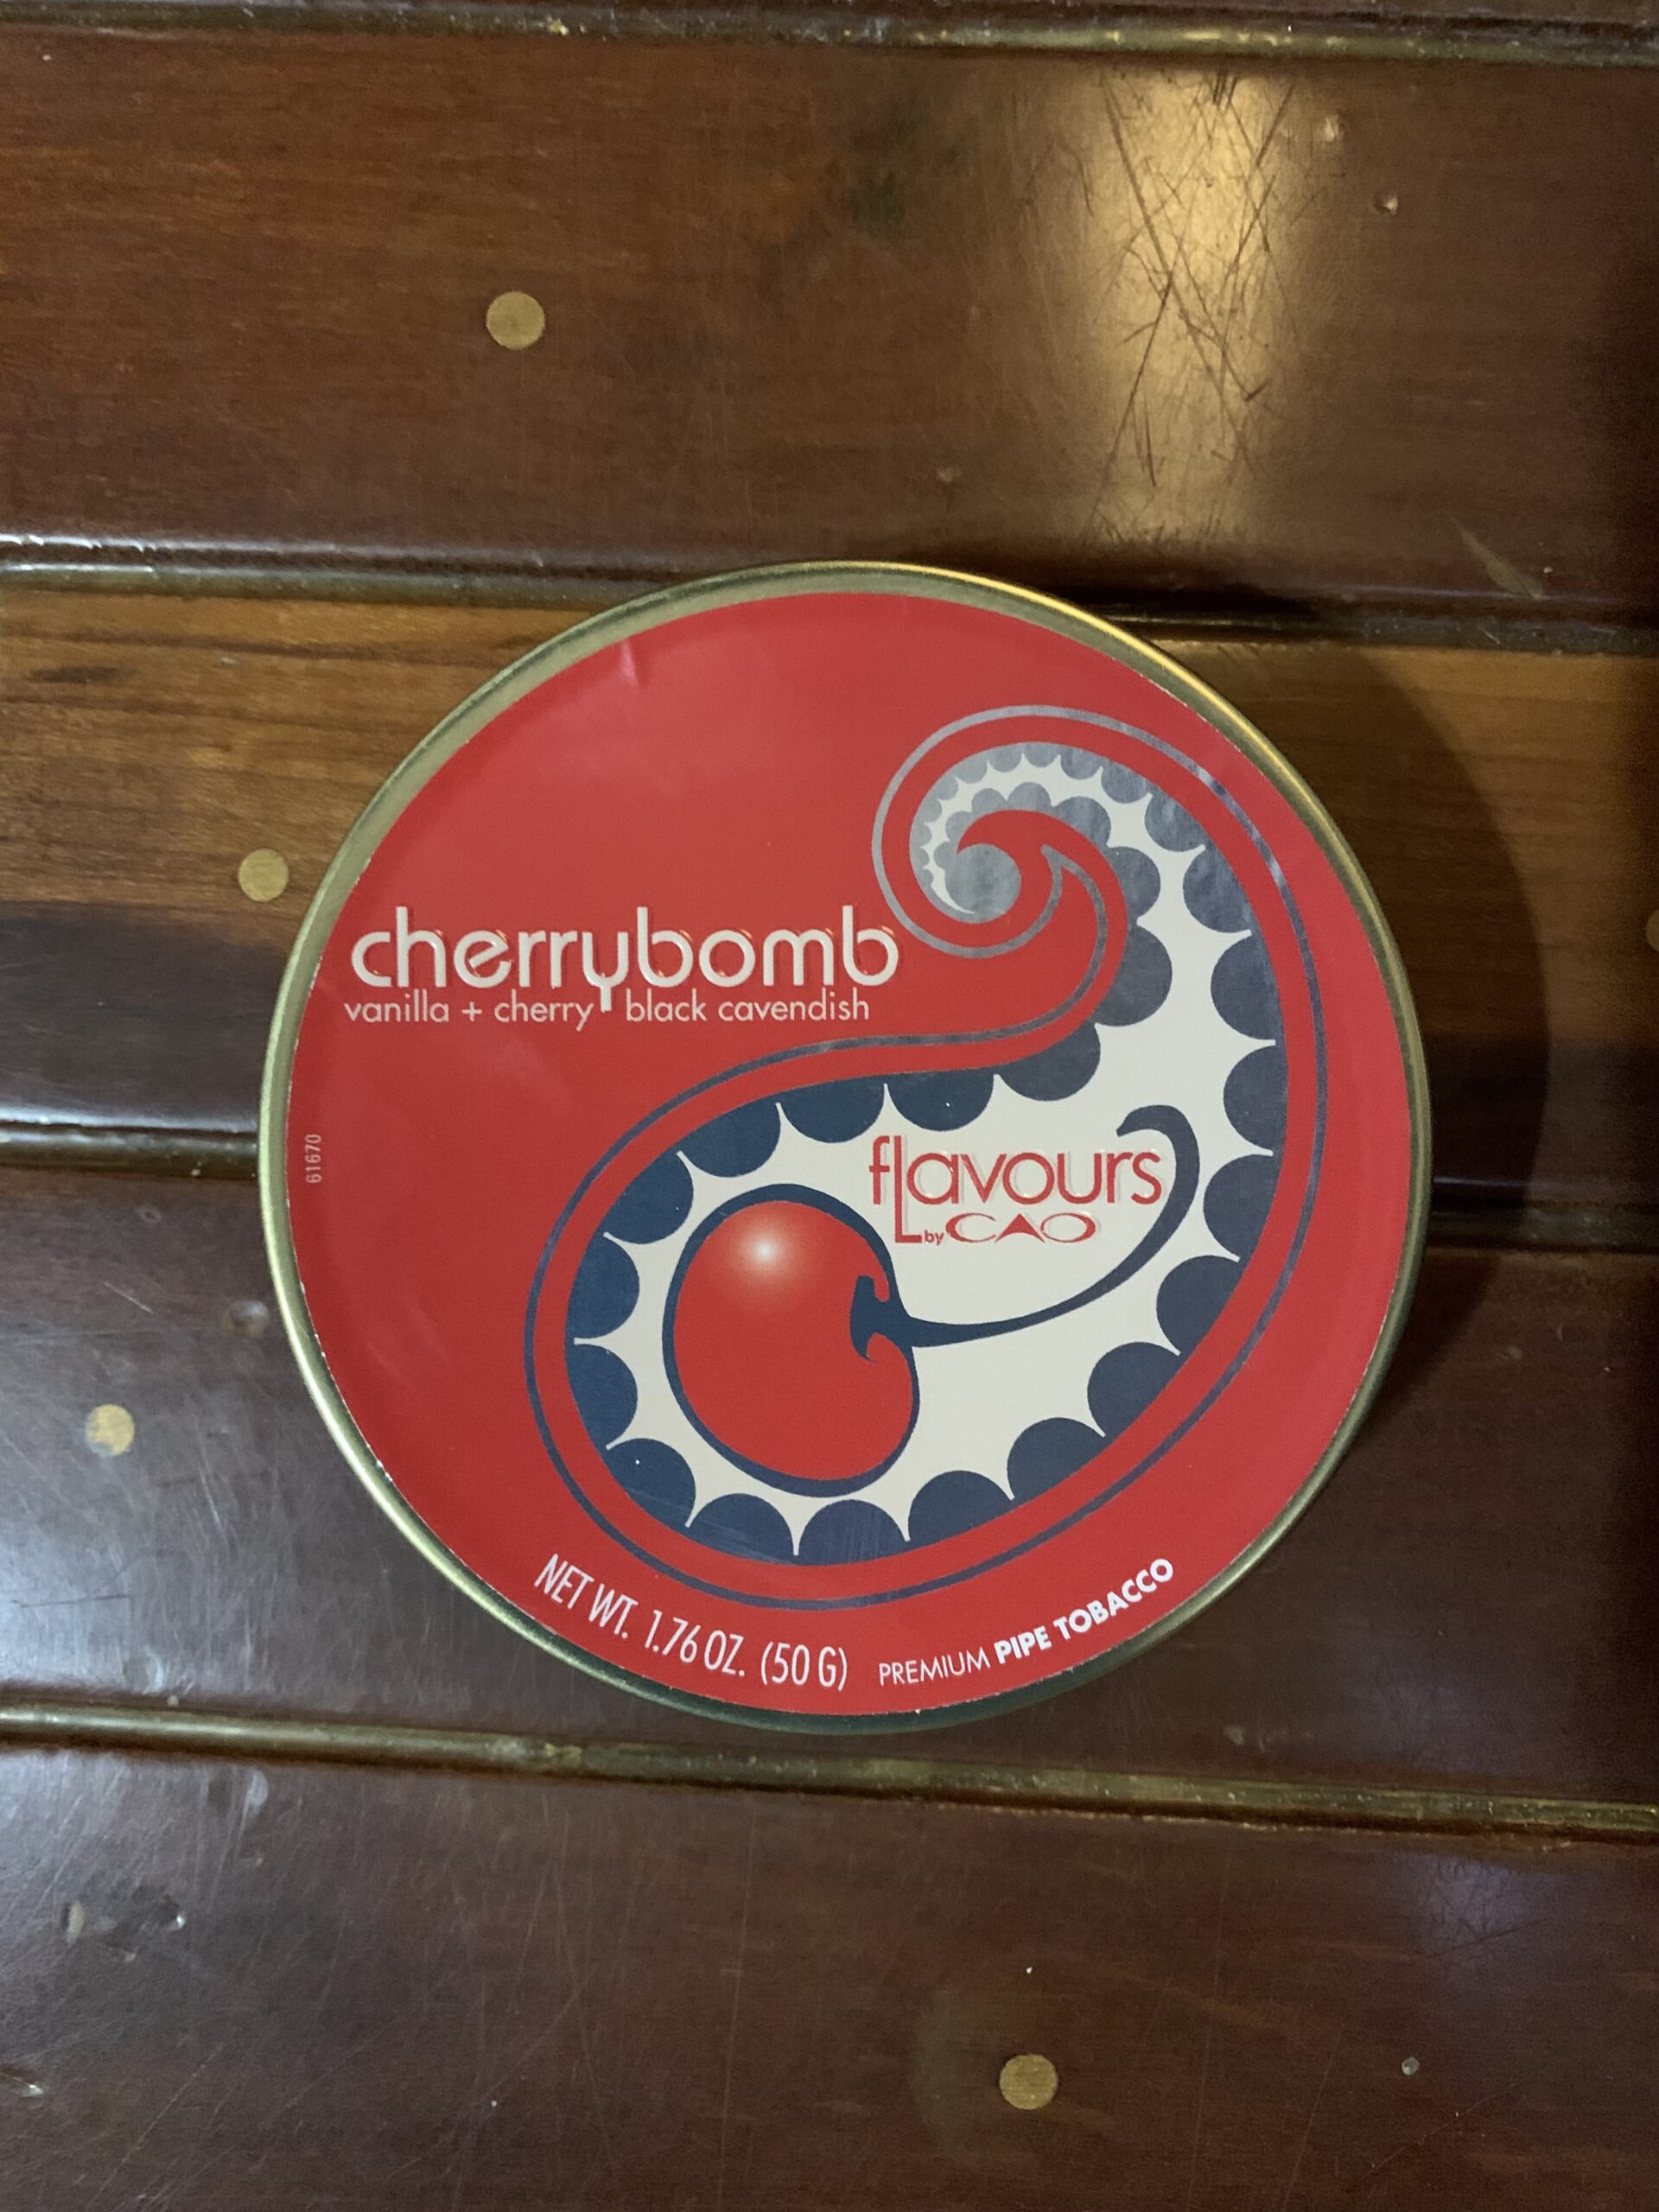 cherrybomb
vanilla + cherry black cavendish
61670
flavours
by CAO
NET WT. 1.76 OZ. (50 G)
PREMIUM PIPE TOBACCO